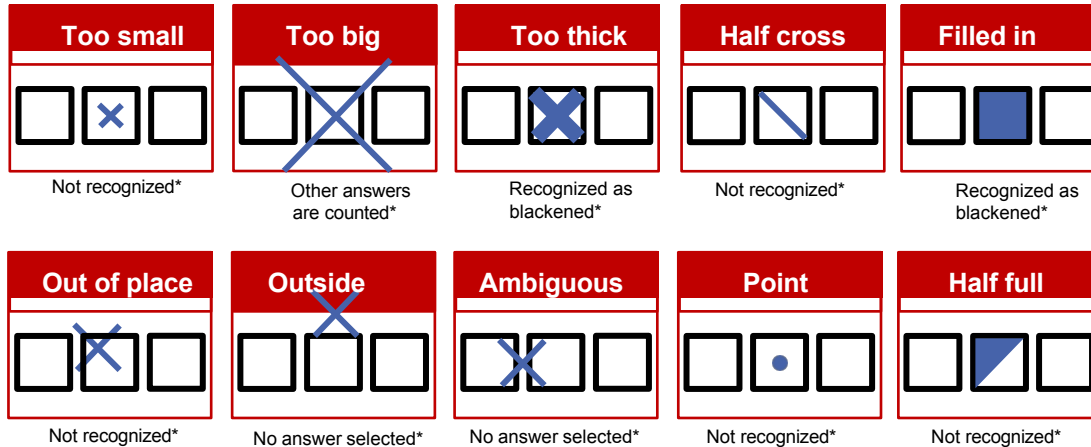 Too small
Too big
Too thick
Half cross
Filled in
Not recognized*
Other answers
are counted*
Recognized as
blackened*
Not recognized*
Recognized as
blackened*
Out of place
Outside
Ambiguous
Point
Half full
Not recognized*
No answer selected*
No answer selected*
Not recognized*
Not recognized*